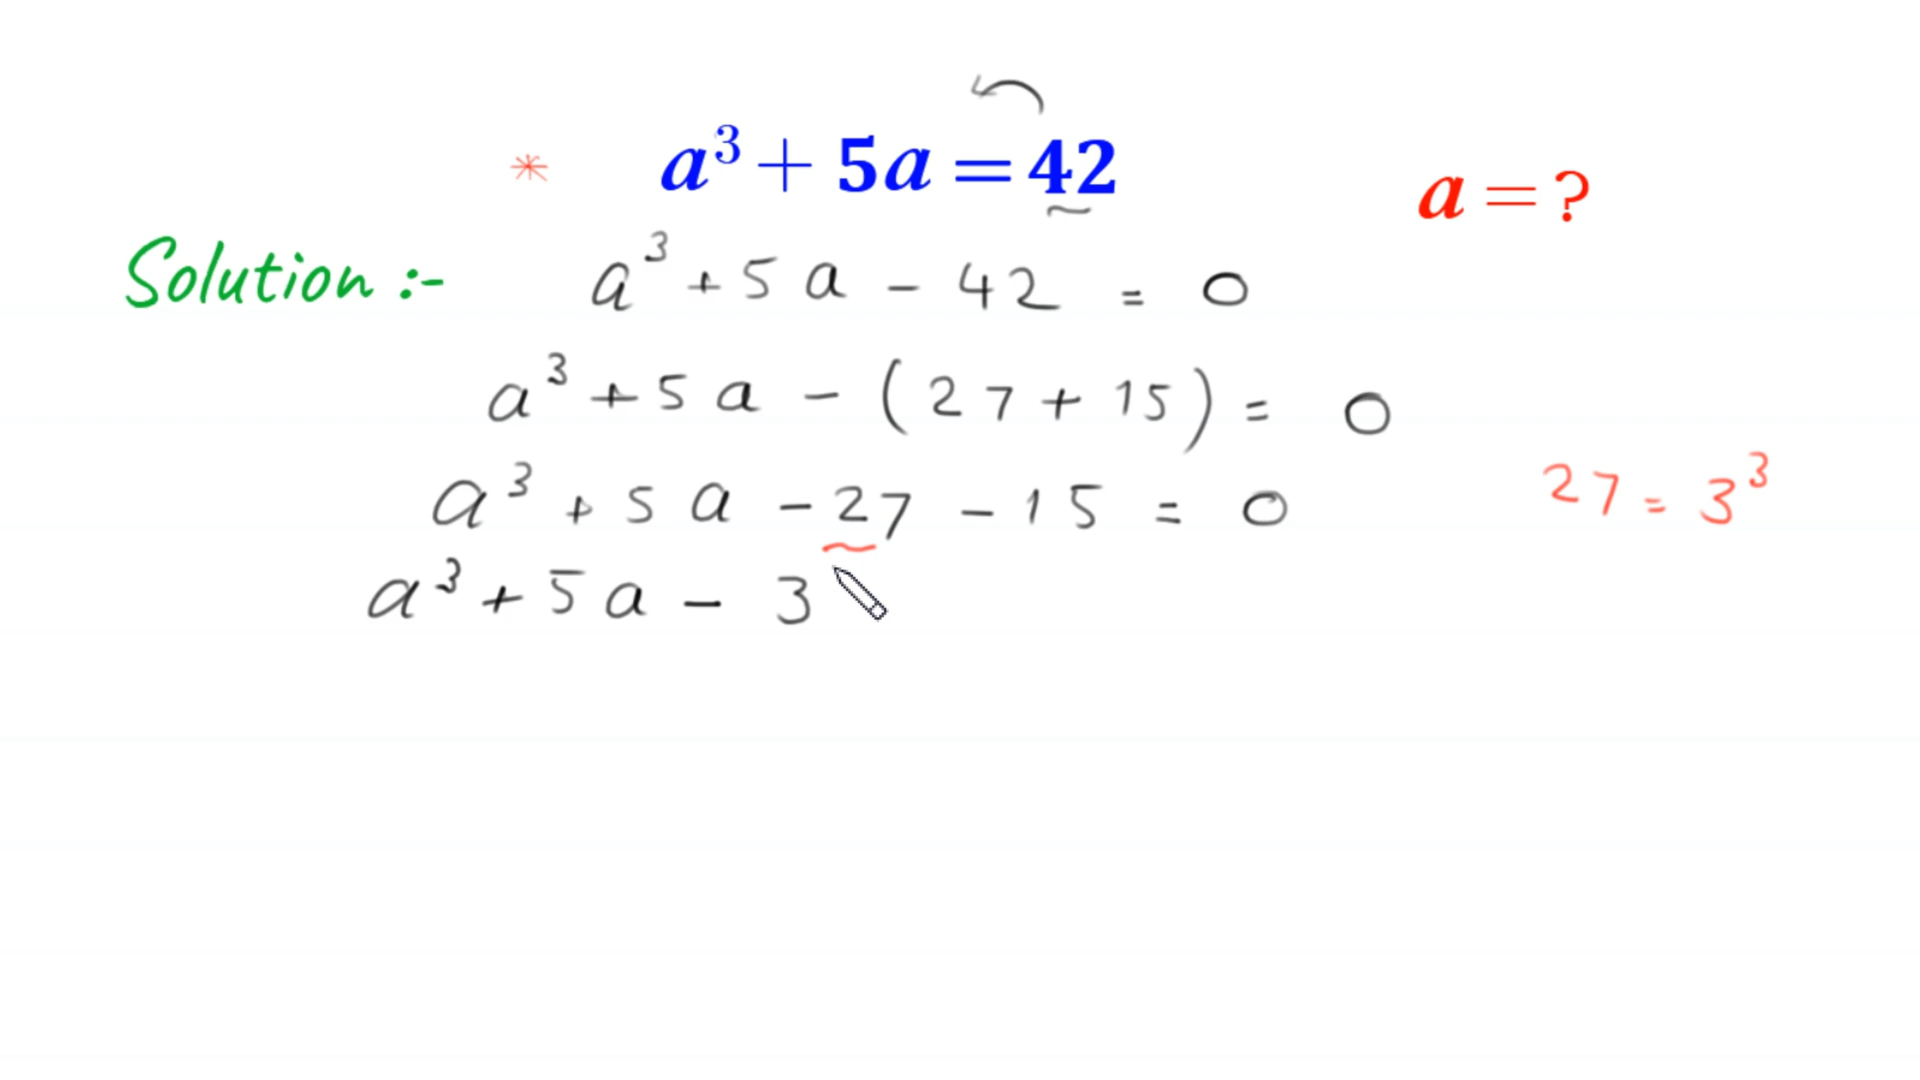 * a³ + 5a = 42
a = ?
Solution :-
a³ + 5a - 42 = 0
a³ + 5a - (27 + 15) = 0
a³ + 5a - 27 - 15 = 0
27 = 3³
a³ + 5a - 3